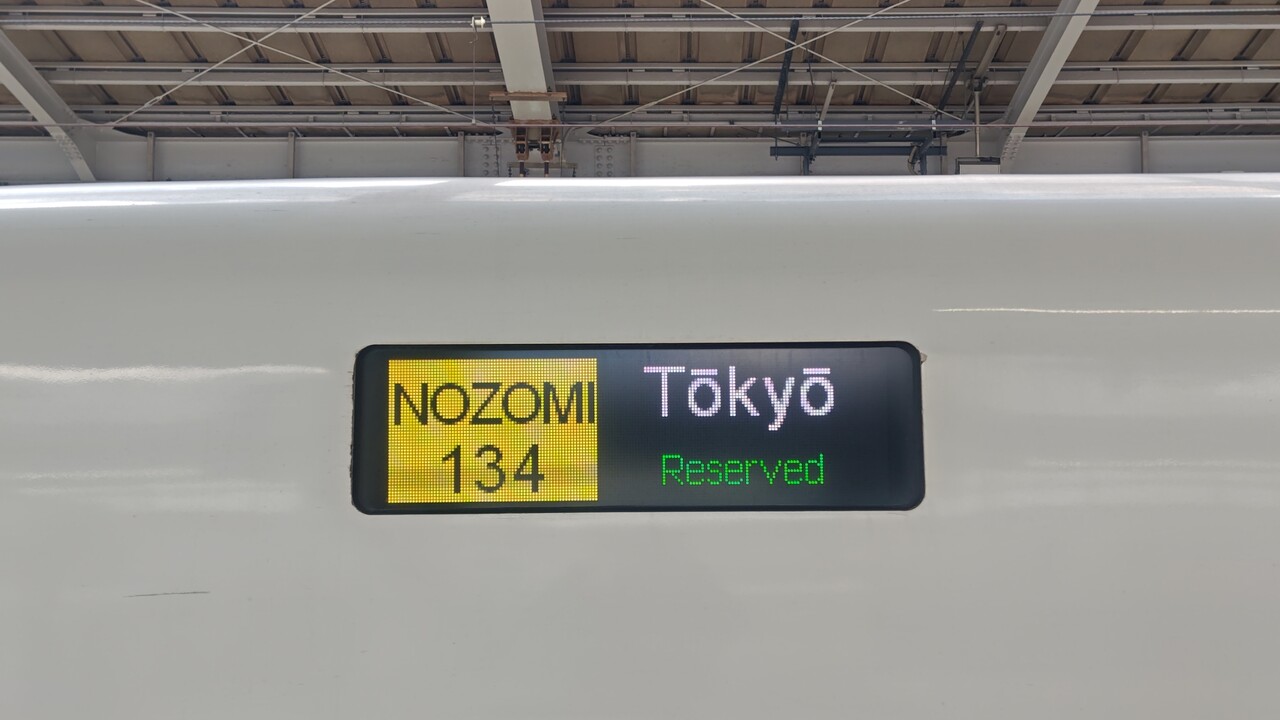 NOZOMI
134
Tōkyō
Reserved